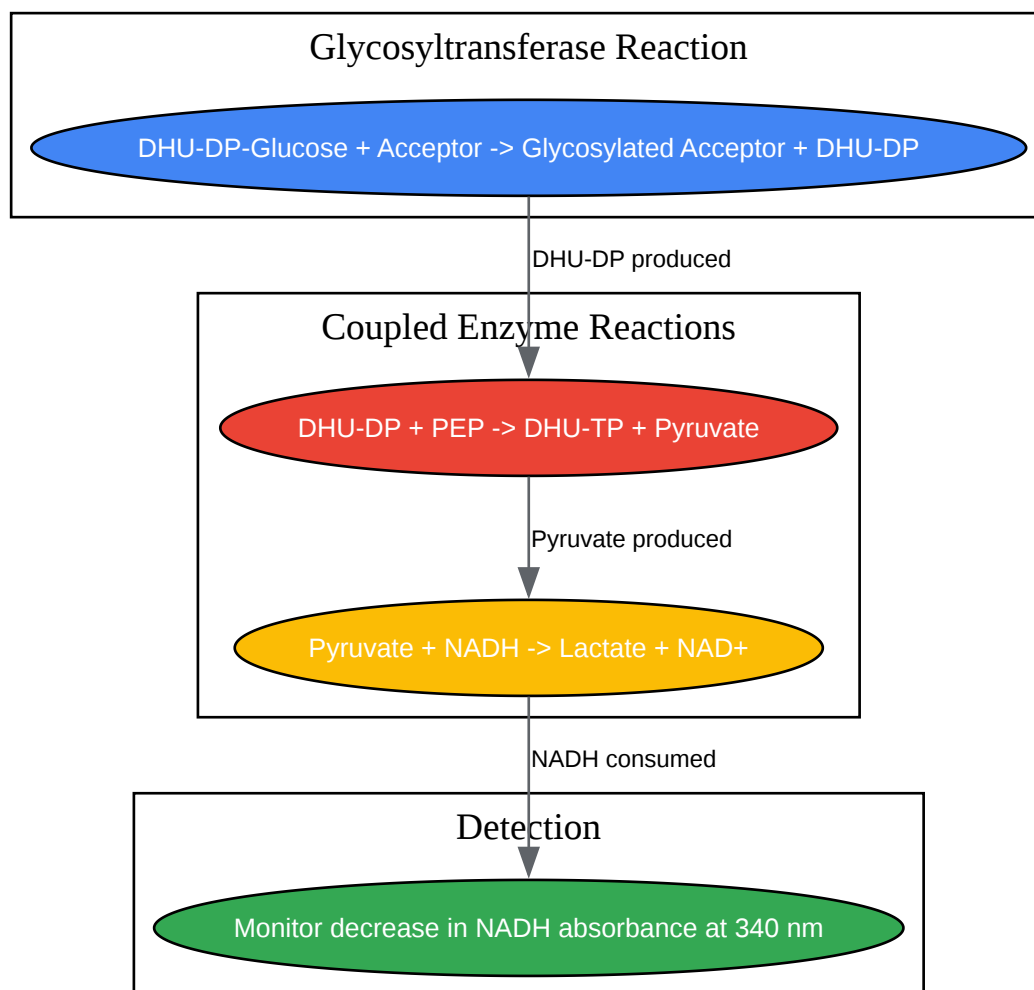 Glycosyltransferase Reaction
DHU-DP-Glucose + Acceptor -> Glycosylated Acceptor + DHU-DP
DHU-DP produced
Coupled Enzyme Reactions
DHU-DP + PEP -> DHU-TP + Pyruvate
Pyruvate produced
Pyruvate + NADH -> Lactate + NAD+
NADH consumed
Detection
Monitor decrease in NADH absorbance at 340 nm